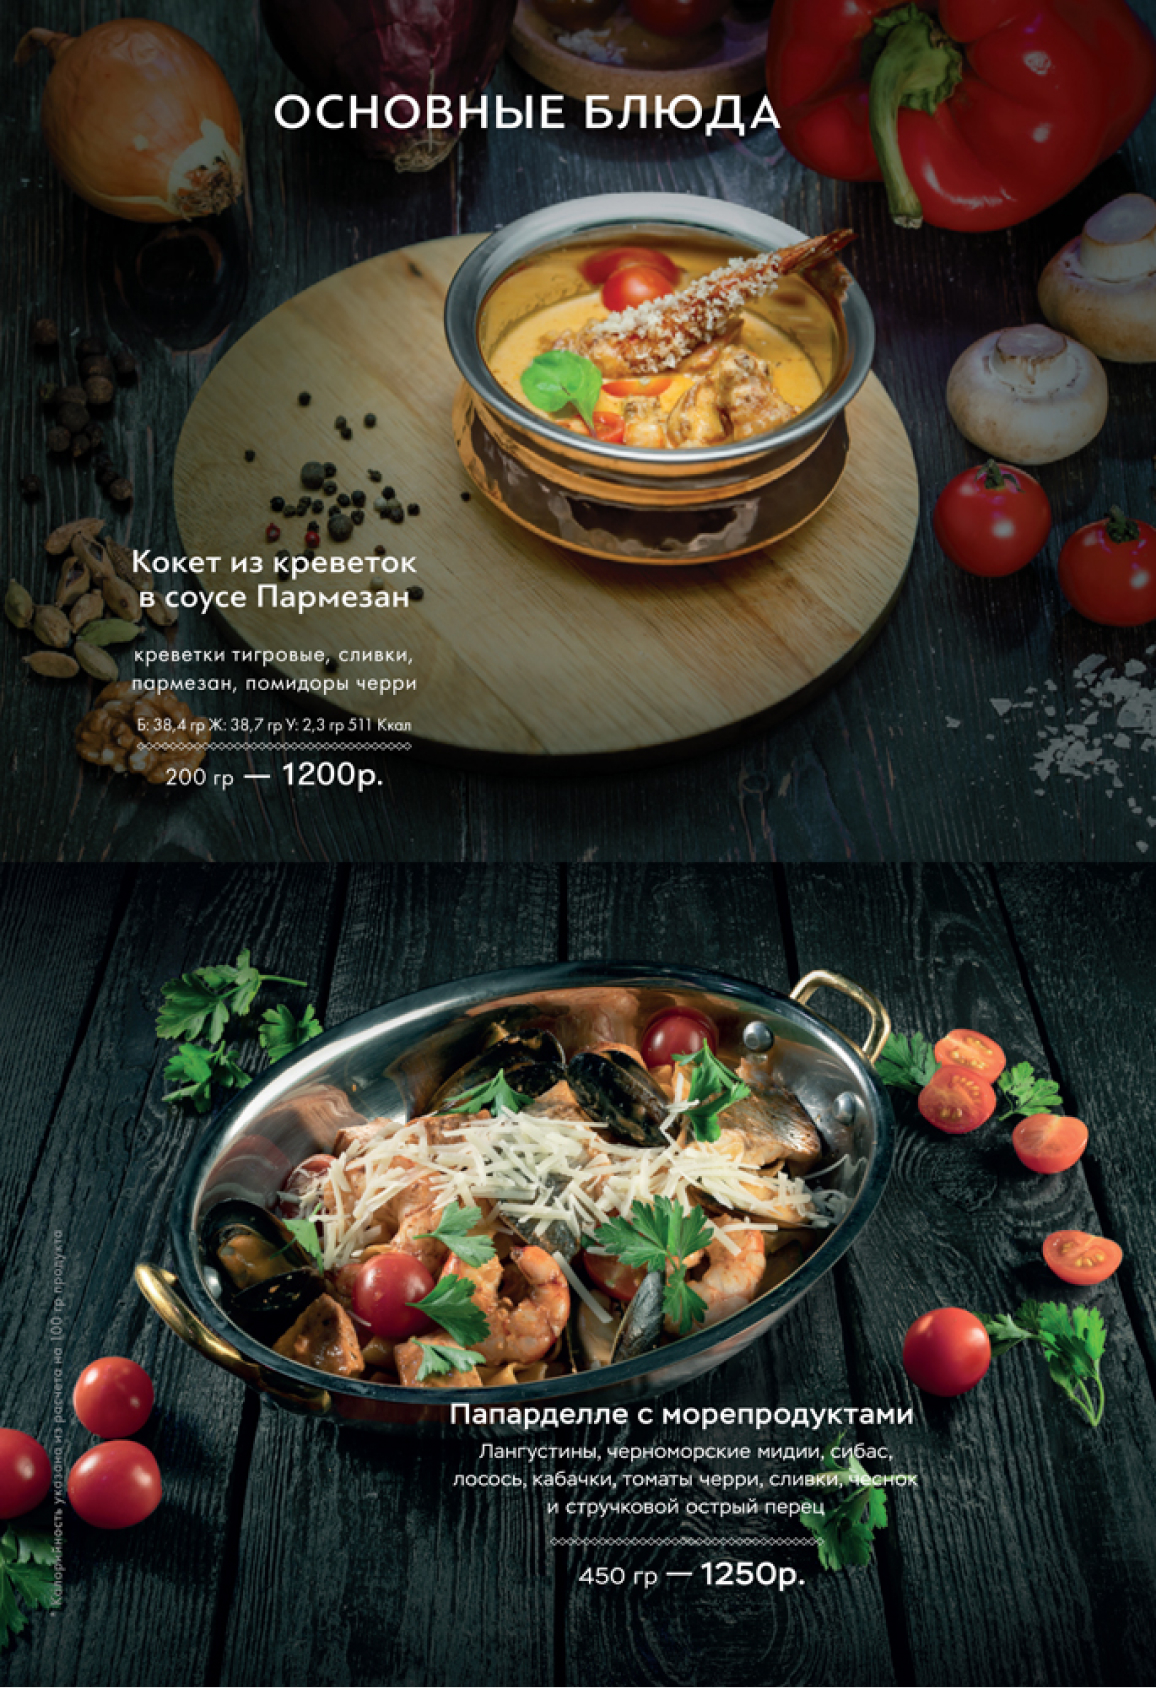 ОСНОВНЫЕ БЛЮДА
Кокет из креветок
в соусе Пармезан
креветки тигровые, сливки,
пармезан, помидоры черри
Б: 38,4 гр Ж: 38,7 гр У: 2,3 гр 511 Ккал
200 гр — 1200р.
Папарделле с морепродуктами
Лангустины, черноморские мидии, сибас,
лосось, кабачки, томаты черри, сливки, чеснок
и стручковой острый перец
450 гр — 1250р.
* Калорийность указана из расчета на 100 гр продукта